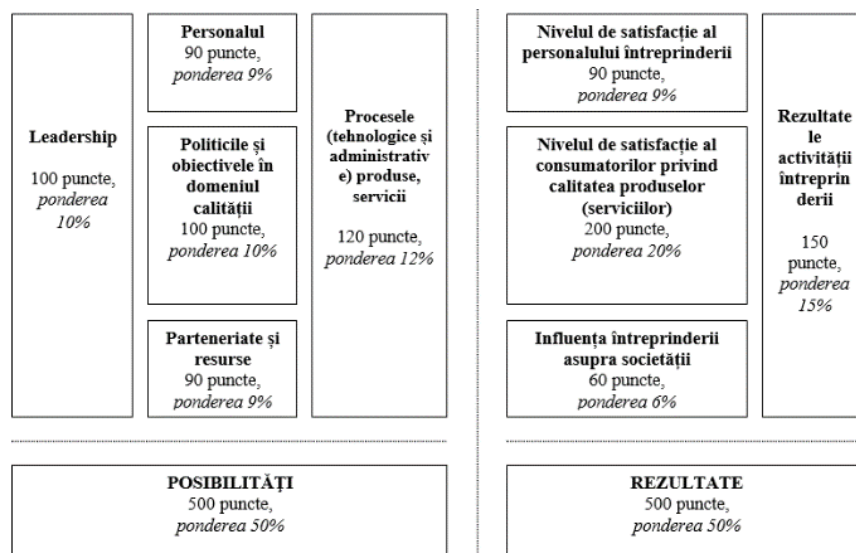 Leadership
100 puncte,
ponderea
10%
Personalul
90 puncte,
ponderea 9%
Politicile și
obiectivele în
domeniul
calității
100 puncte,
ponderea 10%
Parteneriate și
resurse
90 puncte,
ponderea 9%
Procesele
(tehnologice și
administrativ
e) produse,
servicii
120 puncte,
ponderea 12%
Nivelul de satisfacție al
personalului întreprinderii
90 puncte,
ponderea 9%
Nivelul de satisfacție al
consumatorilor privind
calitatea produselor
(serviciilor)
200 puncte,
ponderea 20%
Influența întreprinderii
asupra societății
60 puncte,
ponderea 6%
Rezultate
le
activității
întreprin
derii
150
puncte,
ponderea
15%
POSIBILITĂȚI
500 puncte,
ponderea 50%
REZULTATE
500 puncte,
ponderea 50%